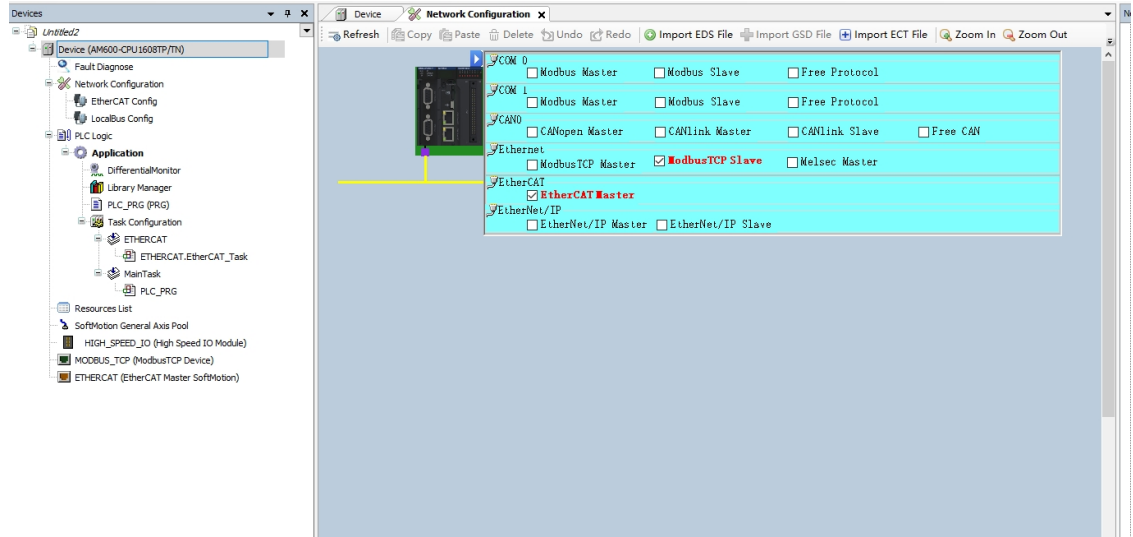 Devices
Untitled2
Device (AM600-CPU1608TP/TN)
Fault Diagnose
Network Configuration
EtherCAT Config
LocalBus Config
PLC Logic
Application
DifferentialMonitor
Library Manager
PLC_PRG (PRG)
Task Configuration
ETHERCAT
ETHERCAT.EtherCAT_Task
MainTask
PLC_PRG
Resources List
SoftMotion General Axis Pool
HIGH_SPEED_IO (High Speed IO Module)
MODBUS_TCP (ModbusTCP Device)
ETHERCAT (EtherCAT Master SoftMotion)
Device Network Configuration
Refresh Copy Paste Delete Undo Redo Import EDS File Import GSD File Import ECT File Zoom In Zoom Out
COM 0
Modbus Master Modbus Slave Free Protocol
COM 1
Modbus Master Modbus Slave Free Protocol
CAN0
CANopen Master CANlink Master CANlink Slave Free CAN
Ethernet
ModbusTCP Master ModbusTCP Slave Melsec Master
EtherCAT
EtherCAT Master
EtherNet/IP
EtherNet/IP Master EtherNet/IP Slave